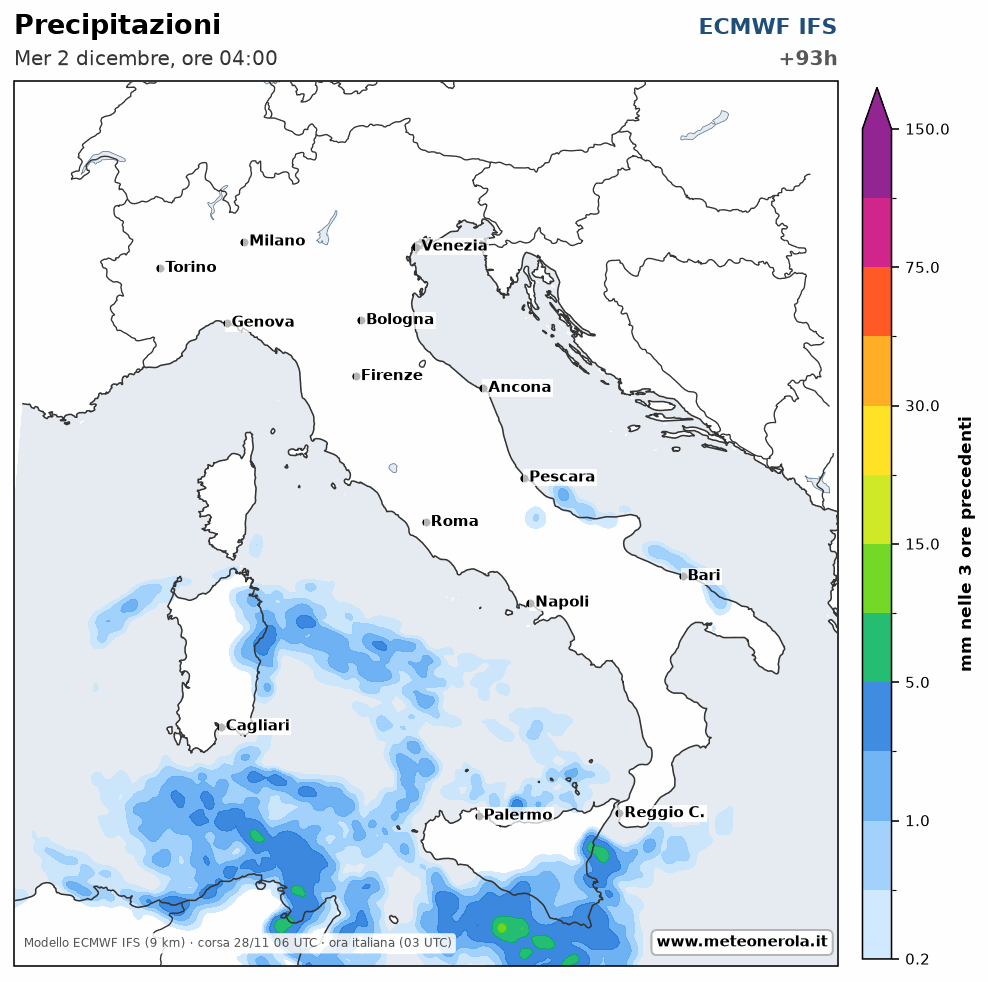 Precipitazioni
ECMWF IFS
Mer 2 dicembre, ore 04:00
+93h
150.0
75.0
30.0
15.0
5.0
1.0
0.2
mm nelle 3 ore precedenti
Milano
Venezia
Torino
Genova
Bologna
Firenze
Ancona
Pescara
Roma
Bari
Napoli
Cagliari
Palermo
Reggio C.
Modello ECMWF IFS (9 km) · corsa 28/11 06 UTC · ora italiana (03 UTC)
www.meteonerola.it